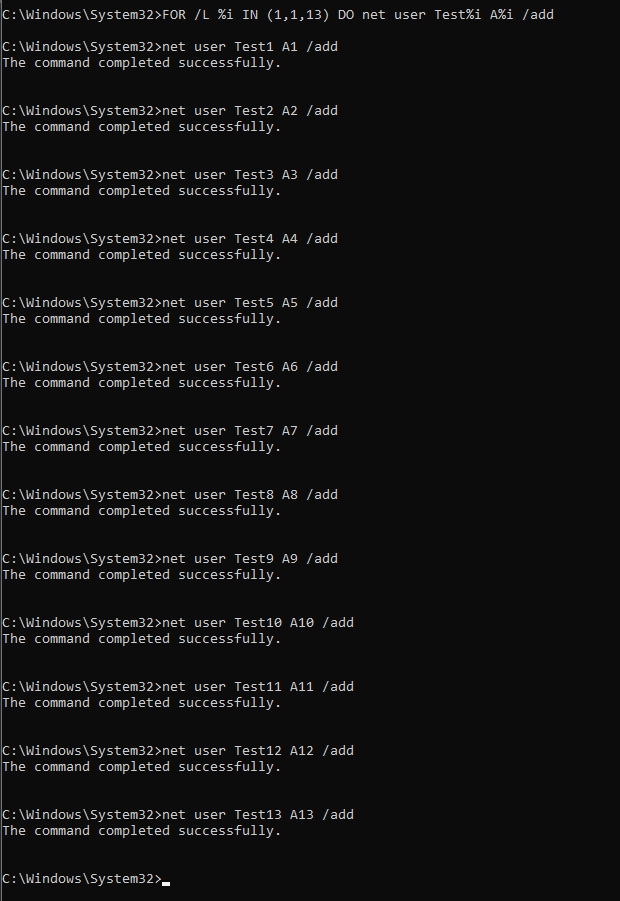 C:\Windows\System32>FOR /L %i IN (1,1,13) DO net user Test%i A%i /add
C:\Windows\System32>net user Test1 A1 /add
The command completed successfully.
C:\Windows\System32>net user Test2 A2 /add
The command completed successfully.
C:\Windows\System32>net user Test3 A3 /add
The command completed successfully.
C:\Windows\System32>net user Test4 A4 /add
The command completed successfully.
C:\Windows\System32>net user Test5 A5 /add
The command completed successfully.
C:\Windows\System32>net user Test6 A6 /add
The command completed successfully.
C:\Windows\System32>net user Test7 A7 /add
The command completed successfully.
C:\Windows\System32>net user Test8 A8 /add
The command completed successfully.
C:\Windows\System32>net user Test9 A9 /add
The command completed successfully.
C:\Windows\System32>net user Test10 A10 /add
The command completed successfully.
C:\Windows\System32>net user Test11 A11 /add
The command completed successfully.
C:\Windows\System32>net user Test12 A12 /add
The command completed successfully.
C:\Windows\System32>net user Test13 A13 /add
The command completed successfully.
C:\Windows\System32>